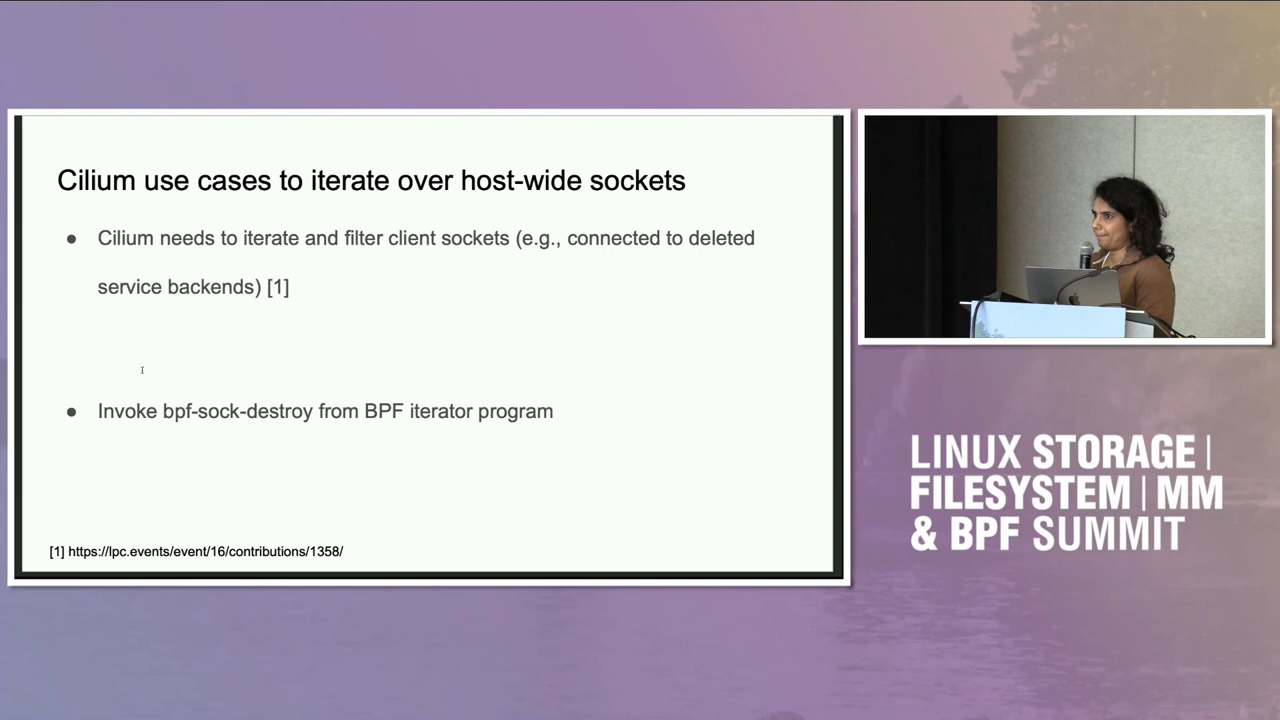 Cilium use cases to iterate over host-wide sockets
● Cilium needs to iterate and filter client sockets (e.g., connected to deleted
service backends) [1]
● Invoke bpf-sock-destroy from BPF iterator program
[1] https://lpc.events/event/16/contributions/1358/
LINUX STORAGE |
FILESYSTEM | MM
& BPF SUMMIT